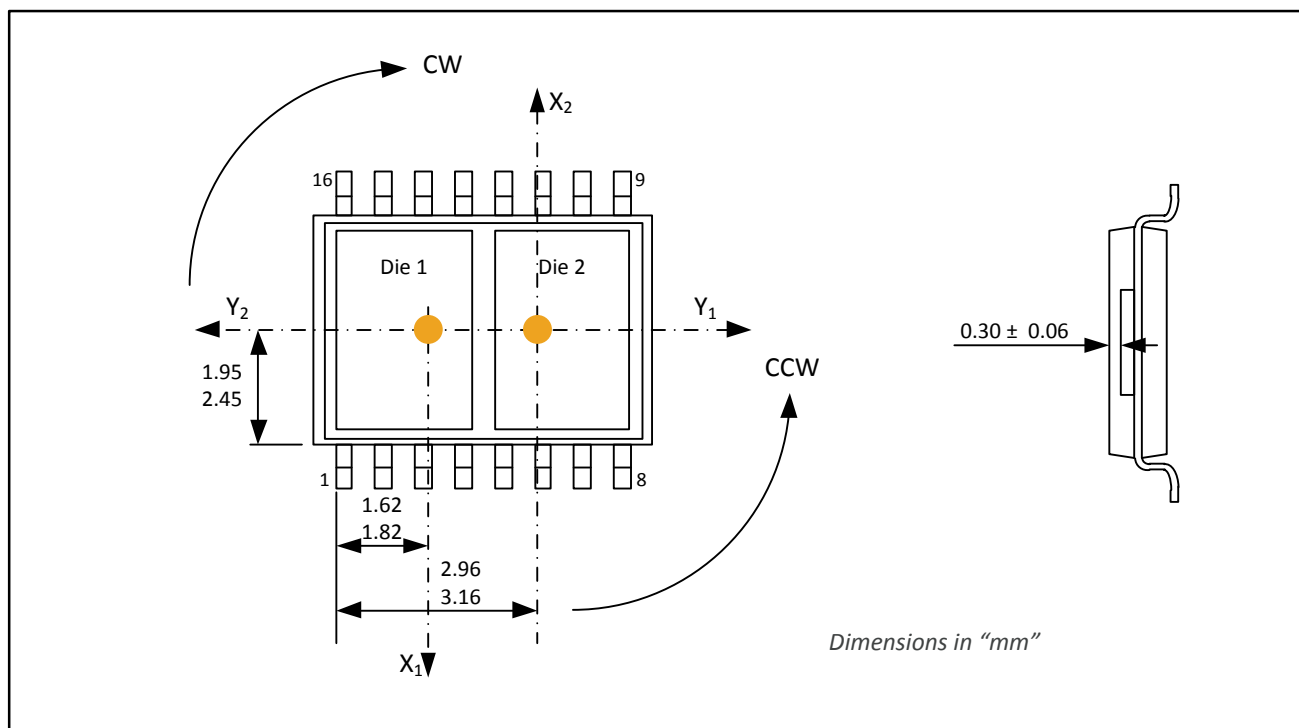 CW
X₂
16
9
Die 1
Die 2
Y₂
Y₁
0.30 ± 0.06
1.95
2.45
CCW
1
8
1.62
1.82
2.96
3.16
Dimensions in “mm”
X₁